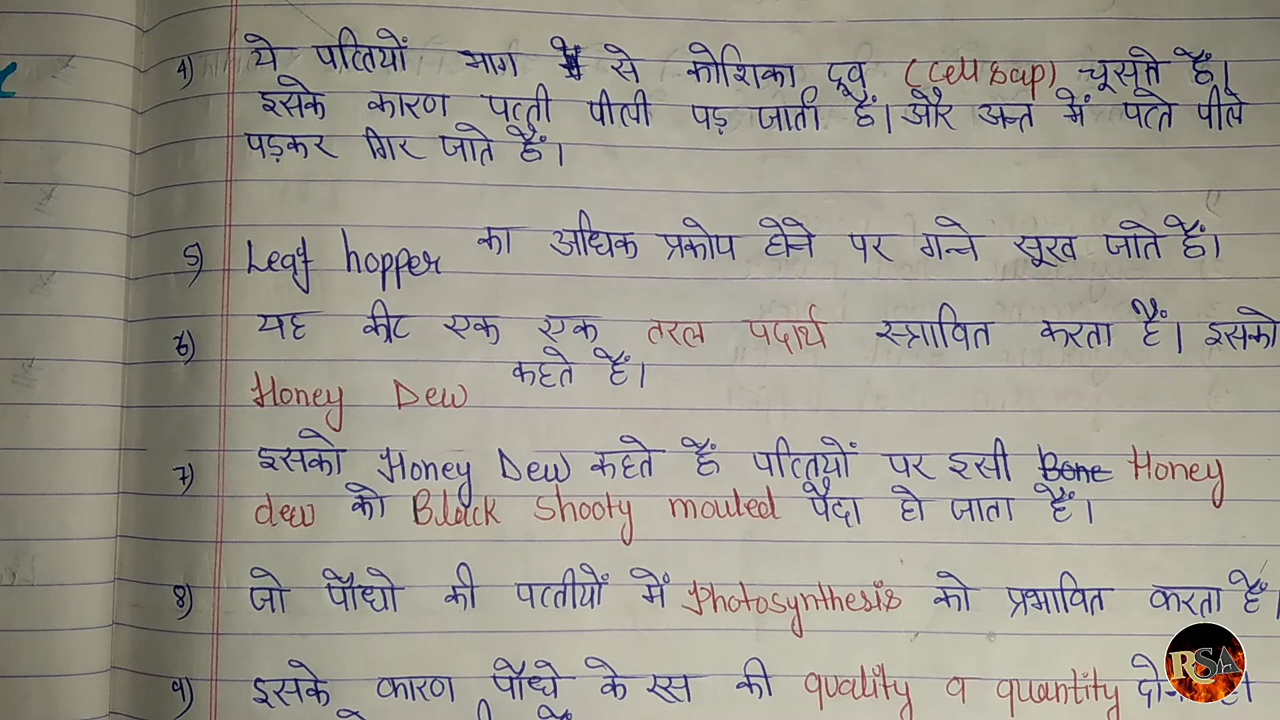 4) ये पत्तियों भाग से कोशिका द्रव (Cell sap) चूसते हैं।
इसके कारण पत्ती पीली पड़ जाती हैं। और अन्त में पत्ते पीले
पड़कर गिर जाते हैं।
5) Leaf hopper का अधिक प्रकोप होने पर गन्ने सूख जाते हैं।
6) यह कीट एक एक तरल पदार्थ स्त्रावित करता हैं। इसको
Honey Dew कहते हैं।
7) इसको Honey Dew कहते हैं पत्तियों पर इसी Bone Honey
dew को Black shooty mouled पैदा हो जाता हैं।
8) जो पौधो की पत्तीयों में Photosynthesis को प्रभावित करता हैं।
9) इसके कारण पौधे के रस की quality व quantity
RSA